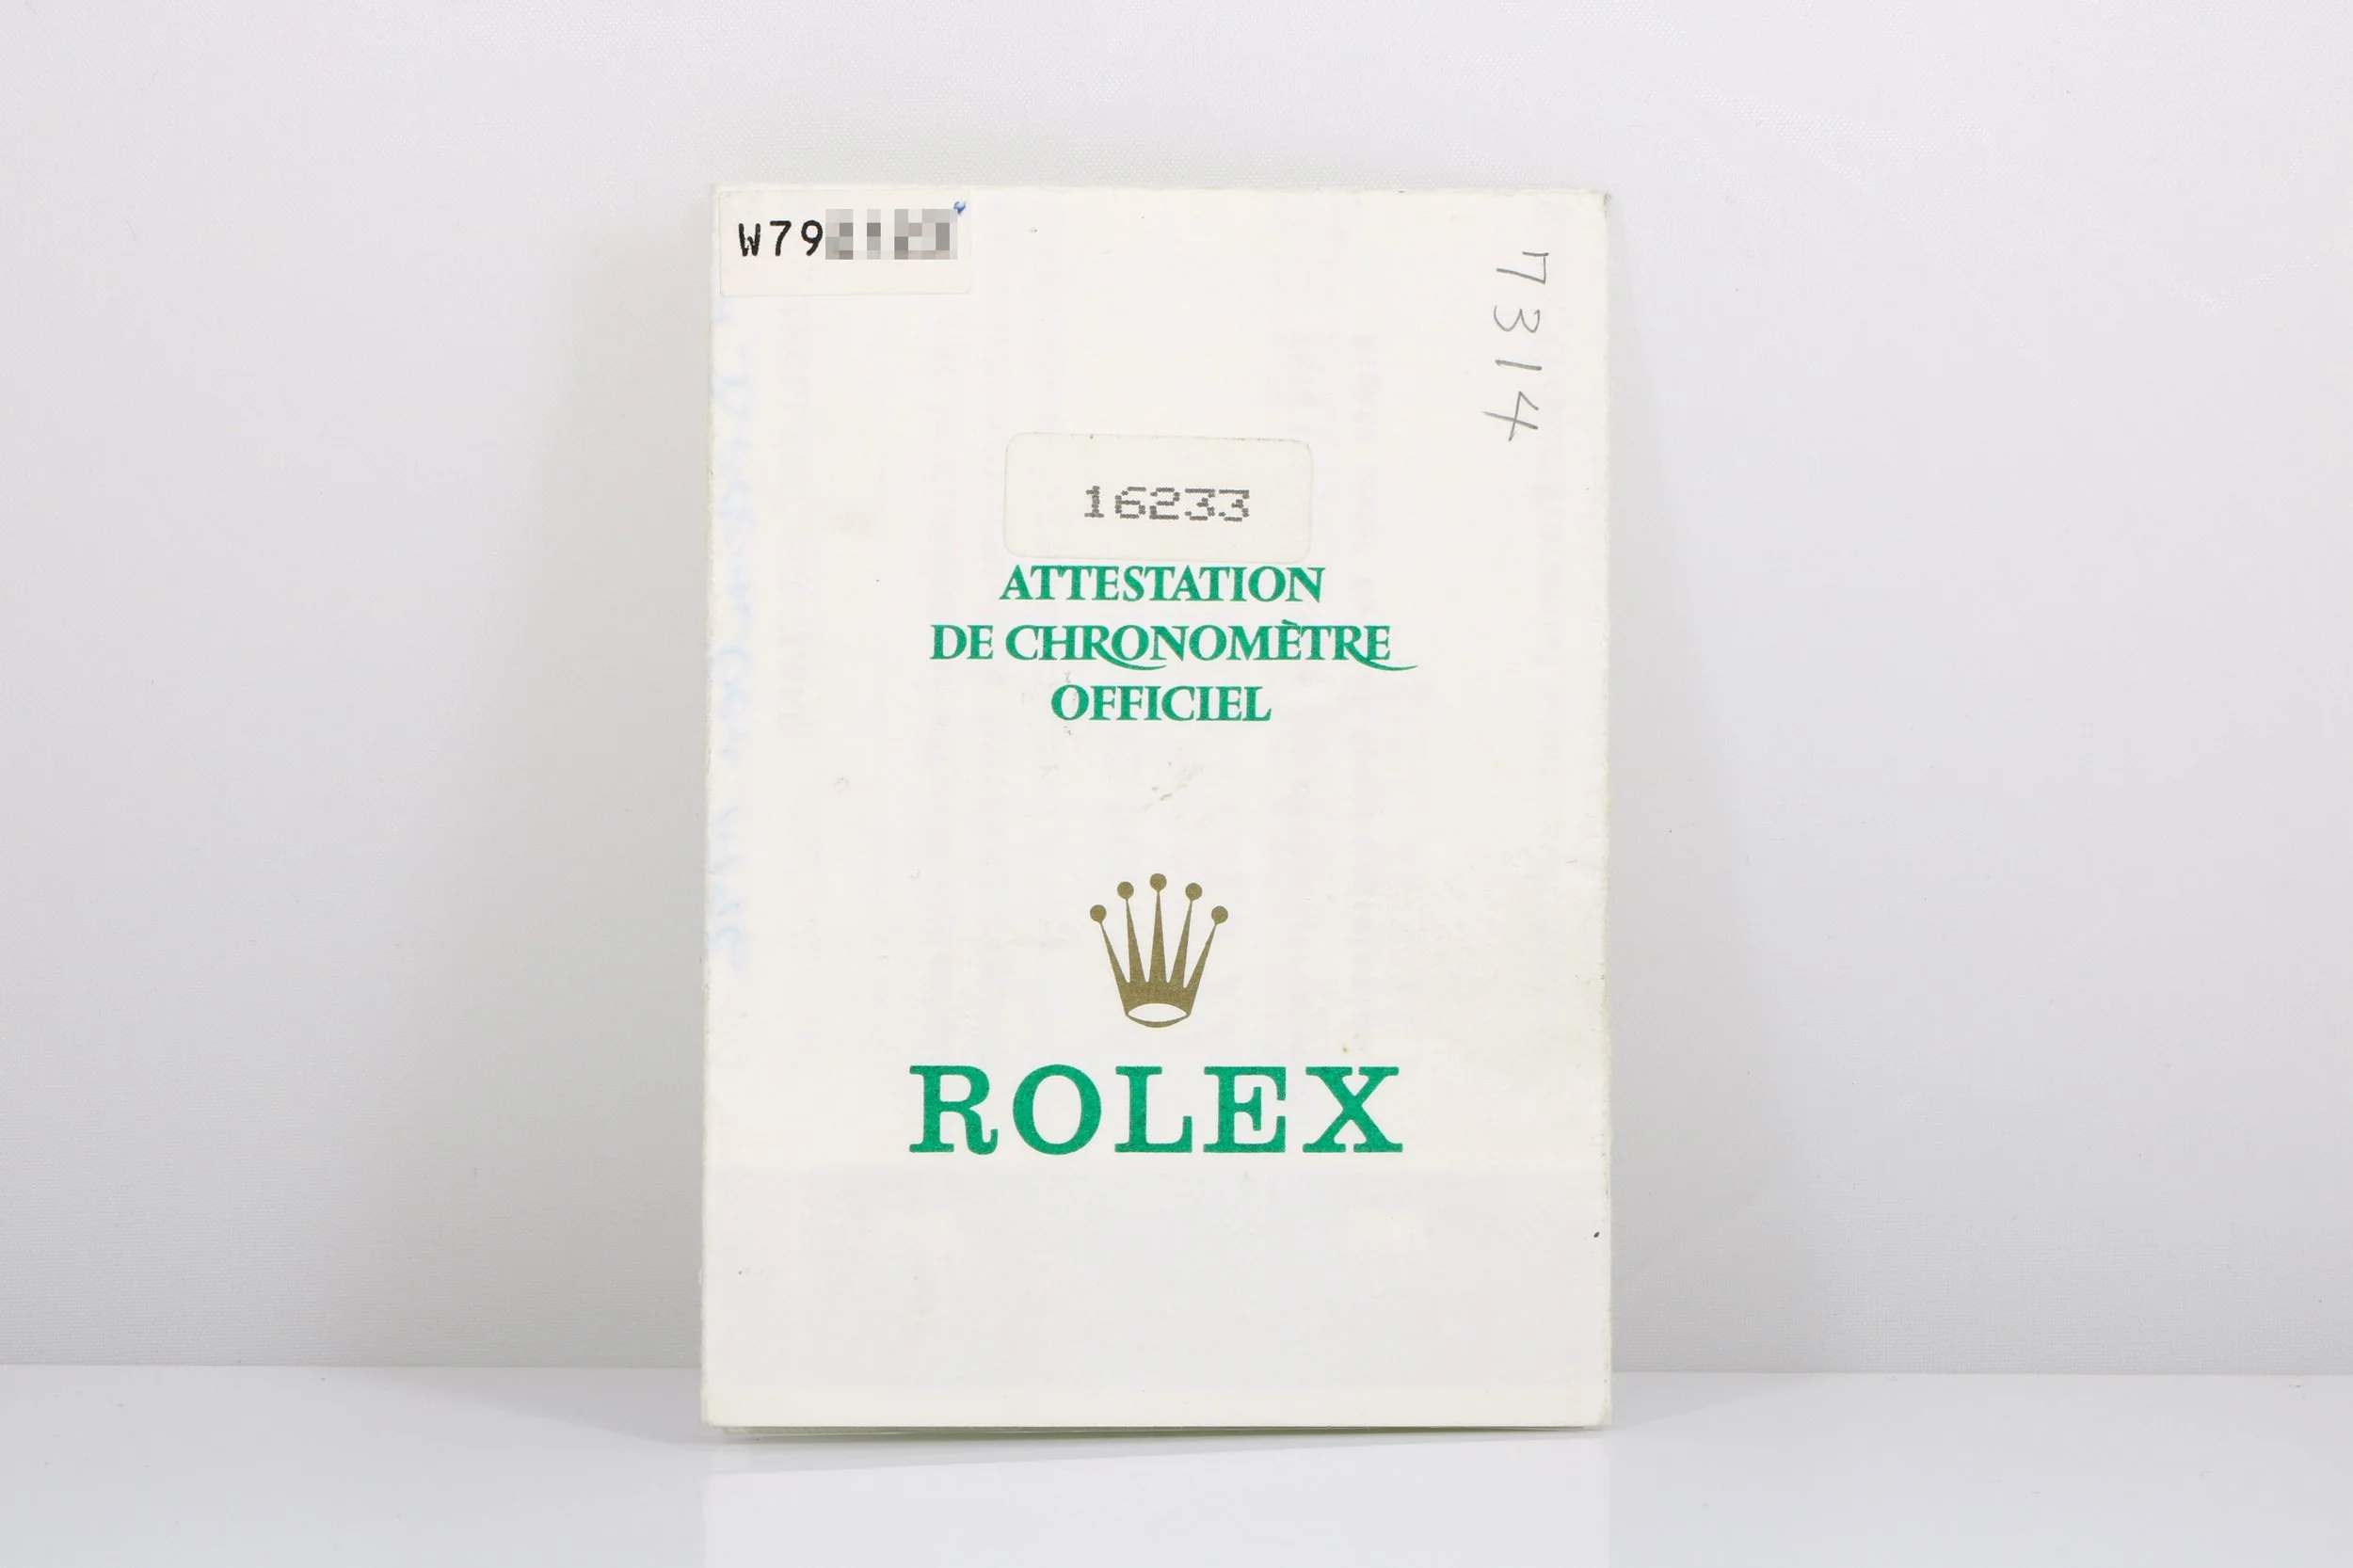 W79
7314
16233
ATTESTATION
DE CHRONOMÈTRE
OFFICIEL
ROLEX